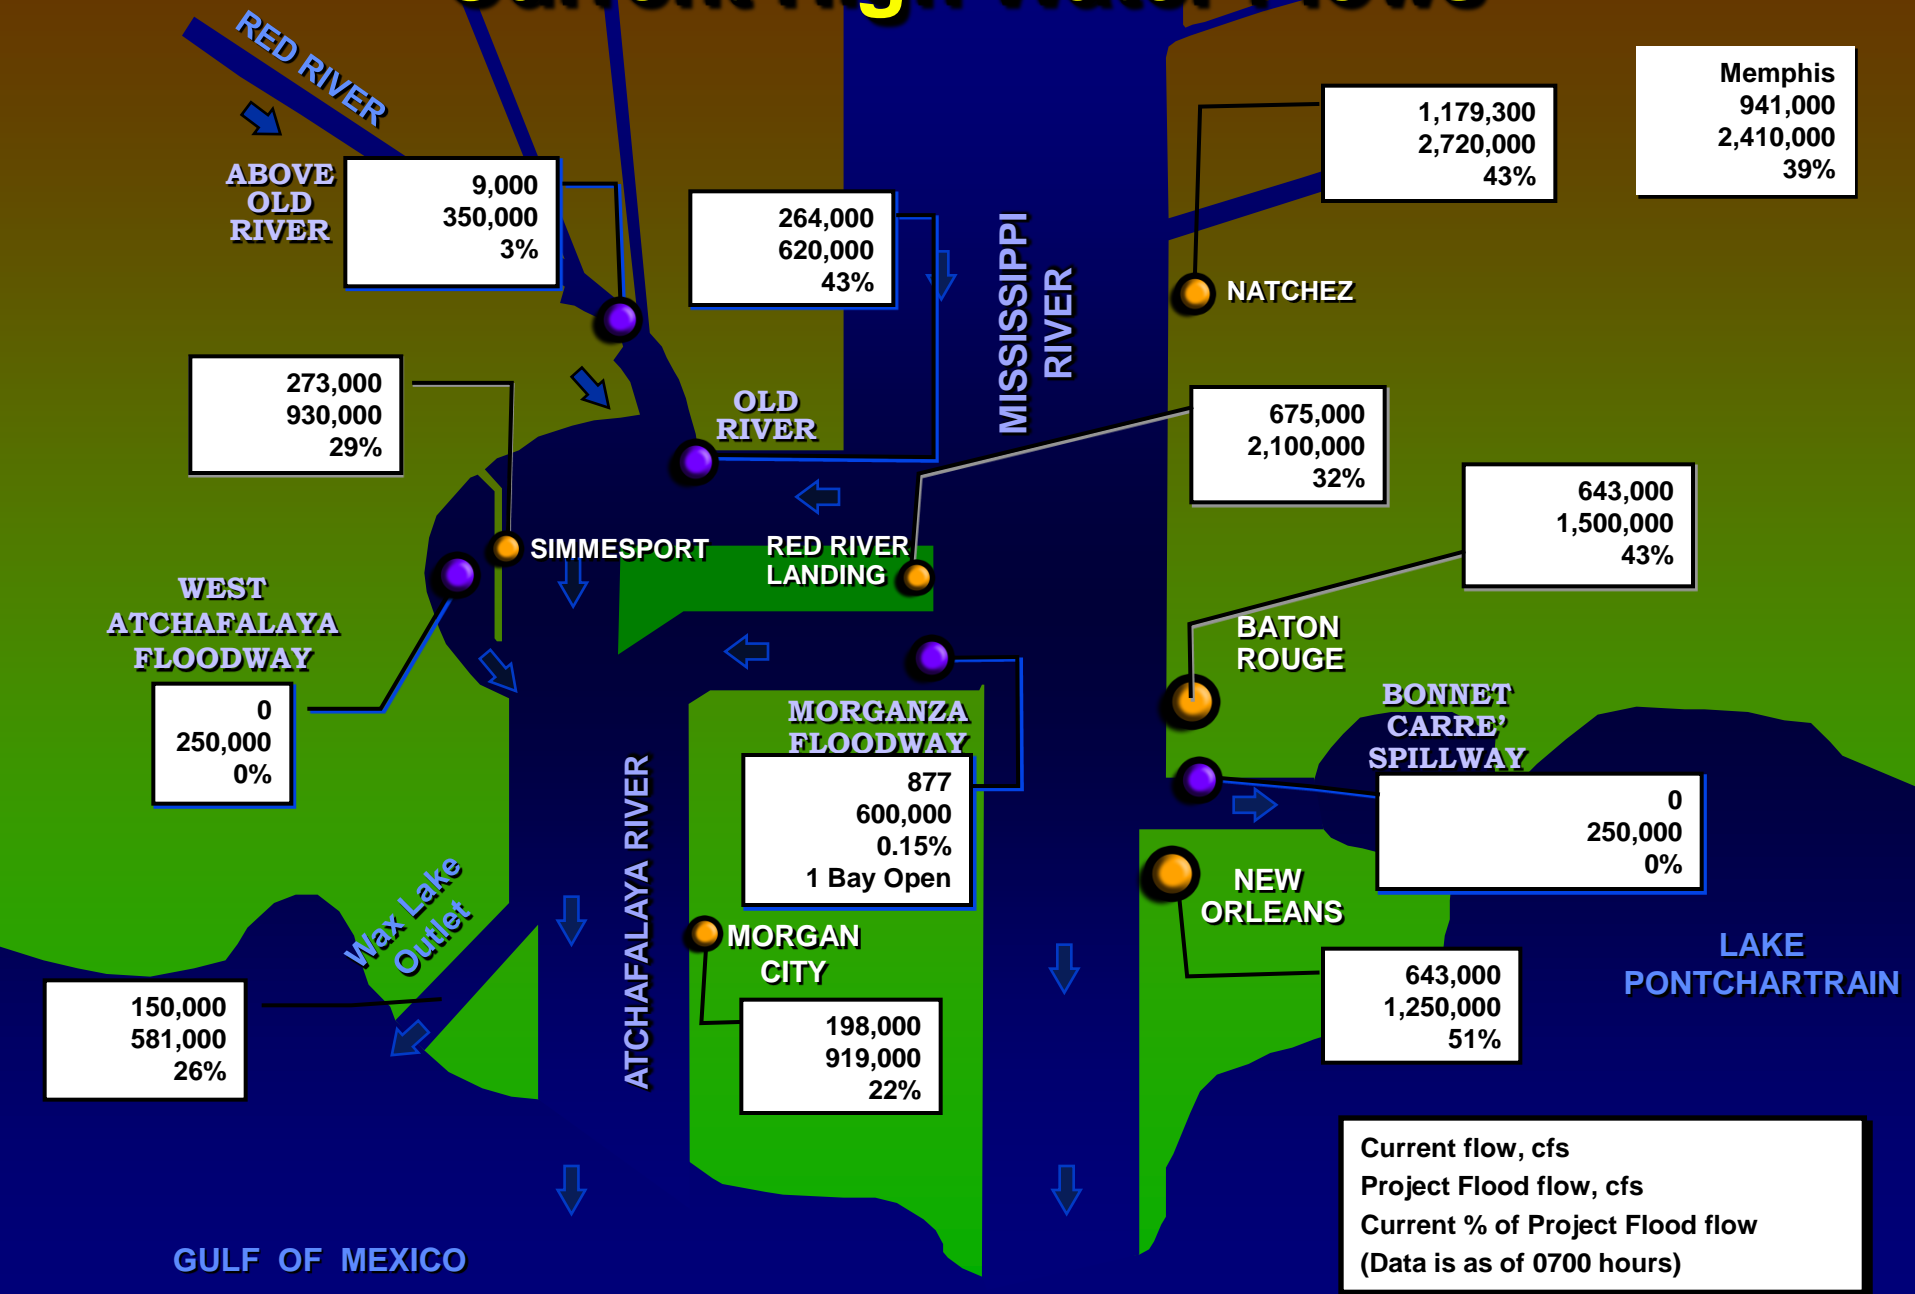 Current High Water Flows
RED RIVER
Memphis
941,000
2,410,000
39%
1,179,300
2,720,000
43%
ABOVE
OLD
RIVER
9,000
350,000
3%
264,000
620,000
43%
MISSISSIPPI
RIVER
NATCHEZ
273,000
930,000
29%
OLD
RIVER
675,000
2,100,000
32%
643,000
1,500,000
43%
SIMMESPORT
RED RIVER
LANDING
WEST
ATCHAFALAYA
FLOODWAY
0
250,000
0%
BATON
ROUGE
MORGANZA
FLOODWAY
877
600,000
0.15%
1 Bay Open
BONNET
CARRE’
SPILLWAY
0
250,000
0%
ATCHAFALAYA RIVER
Wax Lake
Outlet
NEW
ORLEANS
MORGAN
CITY
LAKE
PONTCHARTRAIN
150,000
581,000
26%
198,000
919,000
22%
643,000
1,250,000
51%
Current flow, cfs
Project Flood flow, cfs
Current % of Project Flood flow
(Data is as of 0700 hours)
GULF OF MEXICO